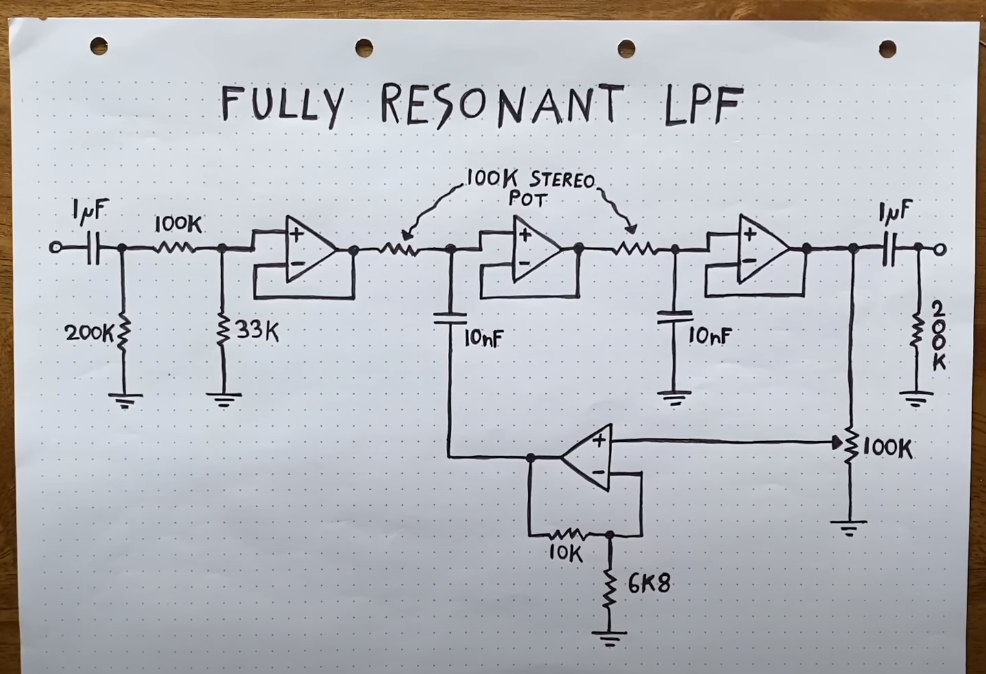 FULLY RESONANT LPF
100K STEREO
POT
1µF
100K
+
-
+
-
+
-
1µF
200K
33K
10nF
10nF
200K
+
-
100K
10K
6K8